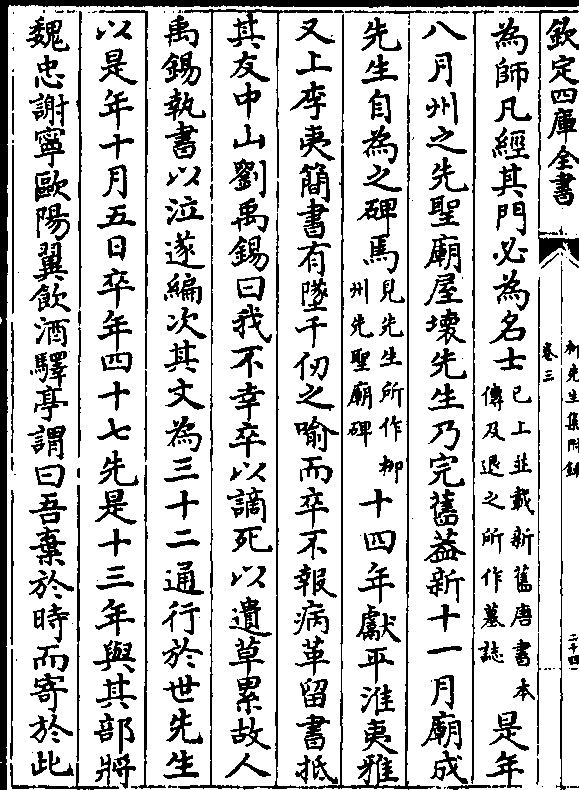 欽定四庫全書
柳先生集附錄
卷三
二十四
為師凡經其門必為名士已上並載新舊唐書本傳及退之所作墓誌是年
八月州之先聖廟屋壞先生乃完舊葢新十一月廟成
先生自為之碑焉見先生所作柳州先聖廟碑十四年獻平淮夷雅
又上李夷簡書有墜千仞之喻而卒不報病革留書抵
其友中山劉禹錫曰我不幸卒以謫死以遺草累故人
禹錫執書以泣遂編次其文為三十二通行於世先生
以是年十月五日卒年四十七先是十三年與其部將
魏忠謝寧歐陽翼飲酒驛亭謂曰吾棄於時而寄於此